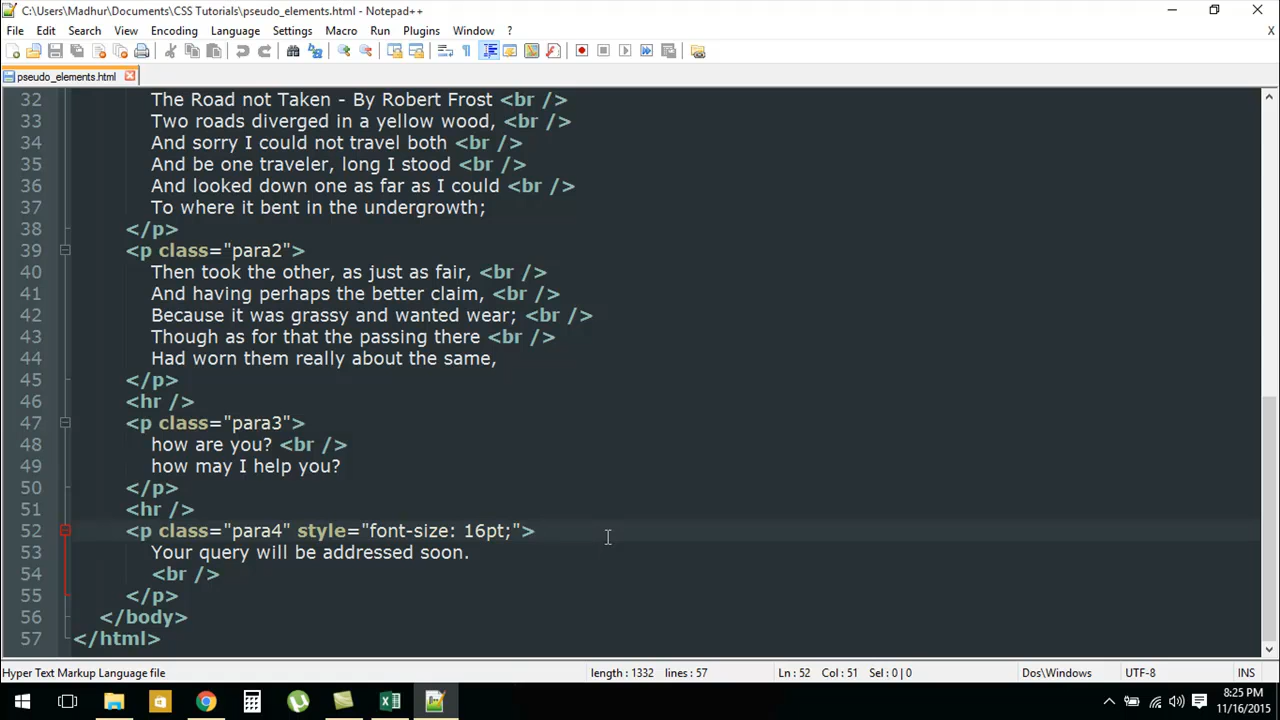 C:\Users\Madhur\Documents\CSS Tutorials\pseudo_elements.html - Notepad++
File Edit Search View Encoding Language Settings Macro Run Plugins Window ? X
pseudo_elements.html
32 The Road not Taken - By Robert Frost <br />
33 Two roads diverged in a yellow wood, <br />
34 And sorry I could not travel both <br />
35 And be one traveler, long I stood <br />
36 And looked down one as far as I could <br />
37 To where it bent in the undergrowth;
38 </p>
39 <p class="para2">
40 Then took the other, as just as fair, <br />
41 And having perhaps the better claim, <br />
42 Because it was grassy and wanted wear; <br />
43 Though as for that the passing there <br />
44 Had worn them really about the same,
45 </p>
46 <hr />
47 <p class="para3">
48 how are you? <br />
49 how may I help you?
50 </p>
51 <hr />
52 <p class="para4" style="font-size: 16pt;">
53 Your query will be addressed soon.
54 <br />
55 </p>
56 </body>
57 </html>
Hyper Text Markup Language file length : 1332 lines : 57 Ln : 52 Col : 51 Sel : 0 | 0 Dos\Windows UTF-8 INS
8:25 PM
11/16/2015